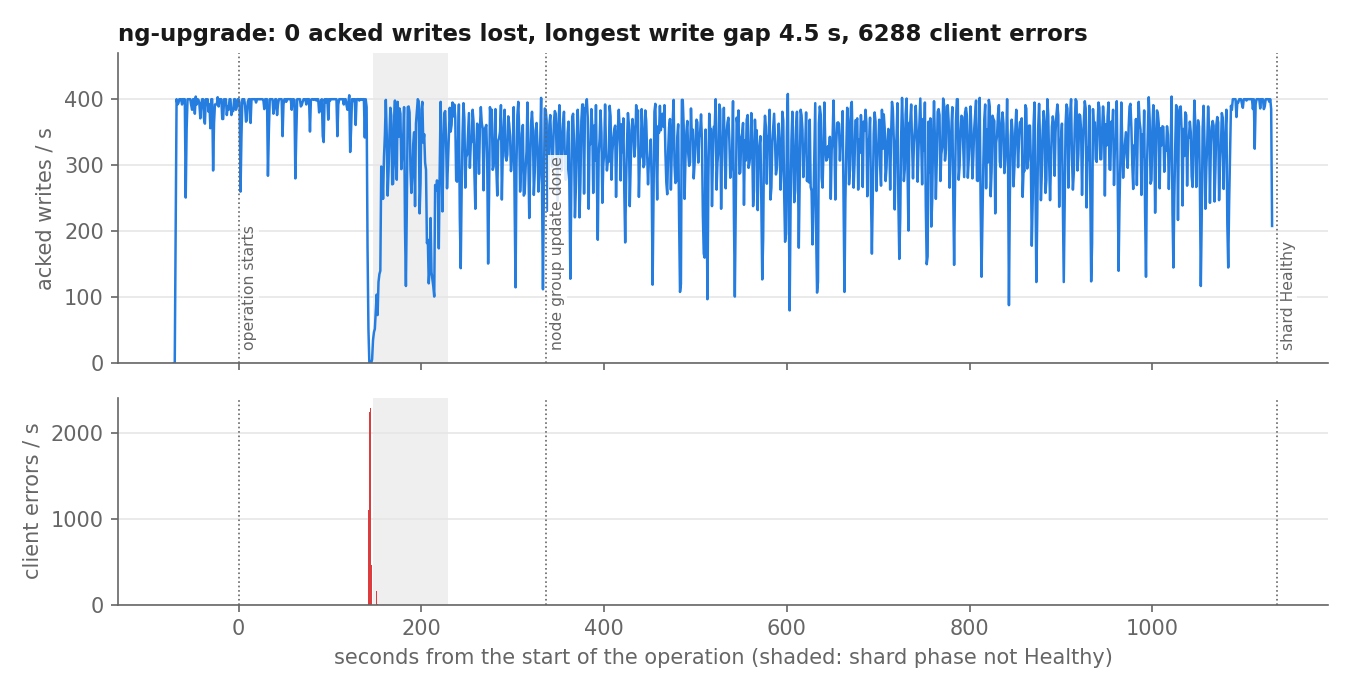 ng-upgrade: 0 acked writes lost, longest write gap 4.5 s, 6288 client errors
acked writes / s
400
300
200
100
0
operation starts
node group update done
shard Healthy
client errors / s
2000
1000
0
0
200
400
600
800
1000
seconds from the start of the operation (shaded: shard phase not Healthy)